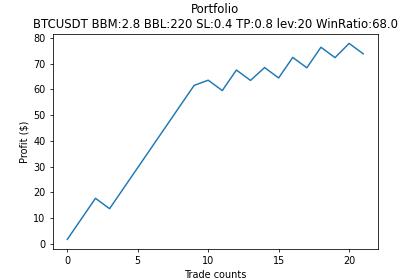 Portfolio
BTCUSDT BBM:2.8 BBL:220 SL:0.4 TP:0.8 lev:20 WinRatio:68.0
80
70
60
50
40
30
20
10
0
Profit ($)
0 5 10 15 20
Trade counts